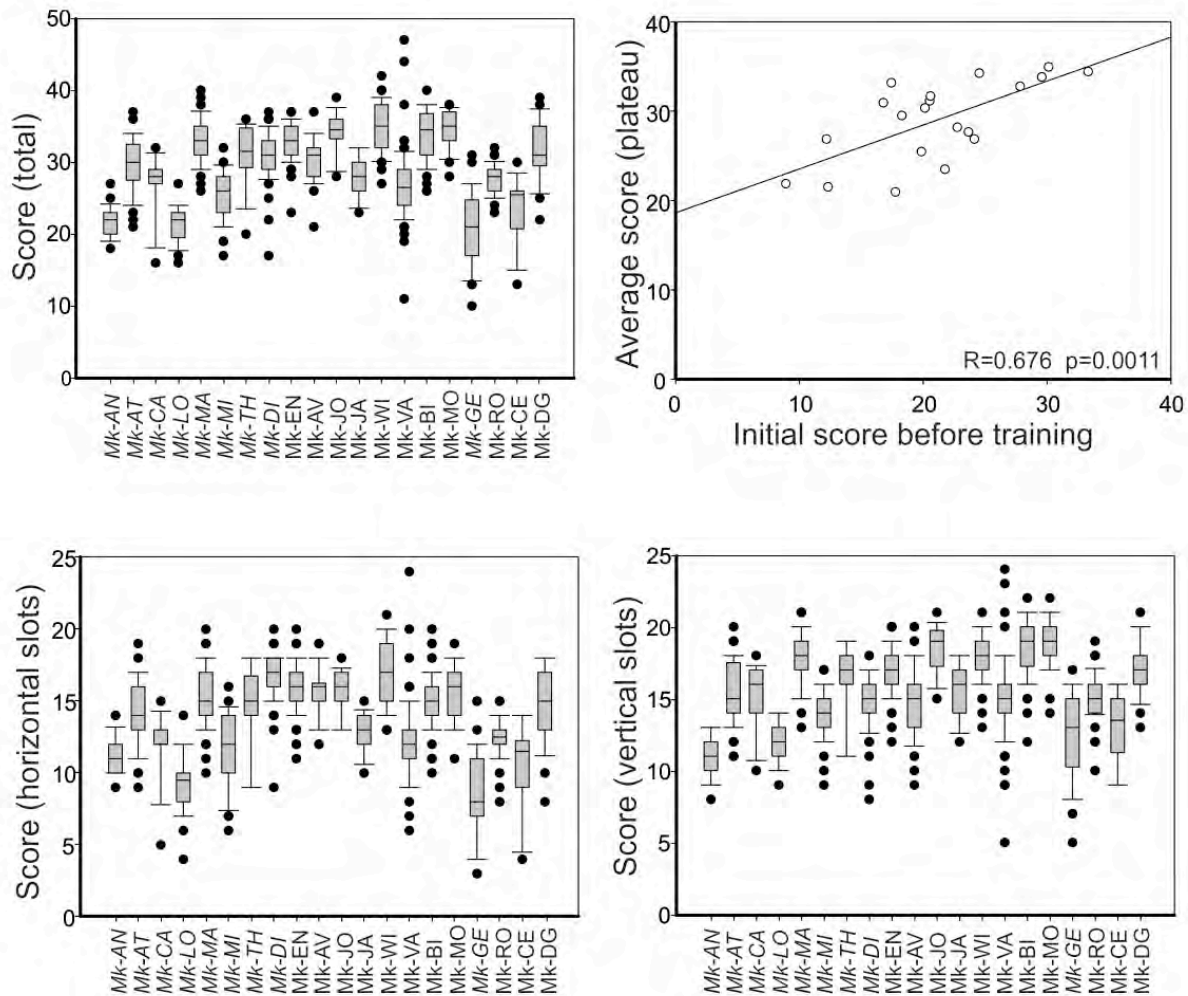 Score (total)
50
40
30
20
10
0
Mk-AN
Mk-AT
Mk-CA
Mk-LO
Mk-MA
Mk-MI
Mk-TH
Mk-DI
Mk-EN
Mk-AV
Mk-JO
Mk-JA
Mk-WI
Mk-VA
Mk-BI
Mk-MO
Mk-GE
Mk-RO
Mk-CE
Mk-DG
Average score (plateau)
40
30
20
10
0
R=0.676 p=0.0011
0 10 20 30 40
Initial score before training
Score (horizontal slots)
25
20
15
10
5
0
Mk-AN
Mk-AT
Mk-CA
Mk-LO
Mk-MA
Mk-MI
Mk-TH
Mk-DI
Mk-EN
Mk-AV
Mk-JO
Mk-JA
Mk-WI
Mk-VA
Mk-BI
Mk-MO
Mk-GE
Mk-RO
Mk-CE
Mk-DG
Score (vertical slots)
25
20
15
10
5
0
Mk-AN
Mk-AT
Mk-CA
Mk-LO
Mk-MA
Mk-MI
Mk-TH
Mk-DI
Mk-EN
Mk-AV
Mk-JO
Mk-JA
Mk-WI
Mk-VA
Mk-BI
Mk-MO
Mk-GE
Mk-RO
Mk-CE
Mk-DG